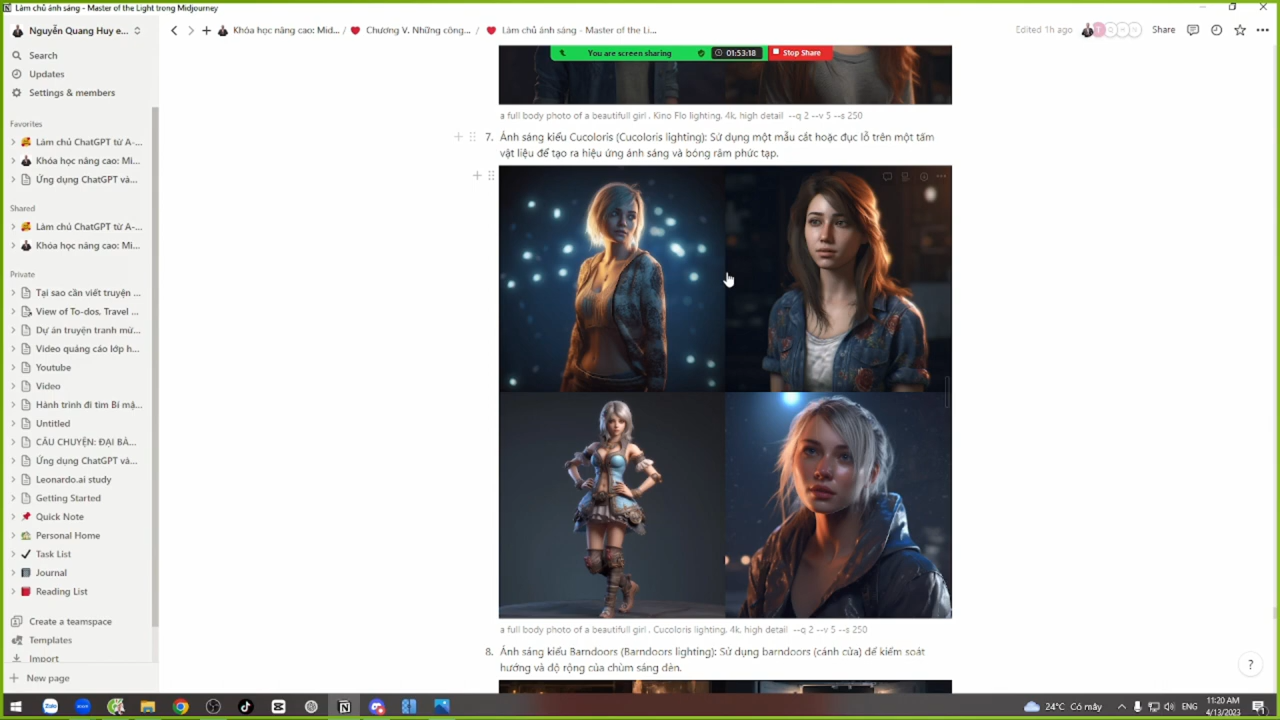 Làm chủ ánh sáng - Master of the Light trong Midjourney
Nguyễn Quang Huy e...
Khóa học nâng cao: Mid... / Chương V. Những công... / Làm chủ ánh sáng - Master of the Li...
Edited 1h ago
Share
Search
Updates
Settings & members
You are screen sharing
01:53:18
Stop Share
Favorites
Làm chủ ChatGPT từ A-...
Khóa học nâng cao: Mi...
Ứng dụng ChatGPT và...
Shared
Làm chủ ChatGPT từ A-...
Khóa học nâng cao: Mi...
Private
Tại sao cần viết truyện ...
View of To-dos, Travel ...
Dự án truyện tranh mù...
Video quảng cáo lớp h...
Youtube
Video
Hành trình đi tìm Bí mậ...
Untitled
CÂU CHUYỆN: ĐẠI BÀ...
Ứng dụng ChatGPT và...
Leonardo.ai study
Getting Started
Quick Note
Personal Home
Task List
Journal
Reading List
Create a teamspace
Templates
Import
New page
a full body photo of a beautifull girl . Kino Flo lighting, 4k, high detail --q 2 --v 5 --s 250
7. Ánh sáng kiểu Cucoloris (Cucoloris lighting): Sử dụng một mẫu cắt hoặc đục lỗ trên một tấm
vật liệu để tạo ra hiệu ứng ánh sáng và bóng râm phức tạp.
a full body photo of a beautifull girl . Cucoloris lighting, 4k, high detail --q 2 --v 5 --s 250
8. Ánh sáng kiểu Barndoors (Barndoors lighting): Sử dụng barndoors (cánh cửa) để kiểm soát
hướng và độ rộng của chùm sáng đèn.
?
Zalo
24°C Có mây
ENG
11:20 AM
4/13/2023